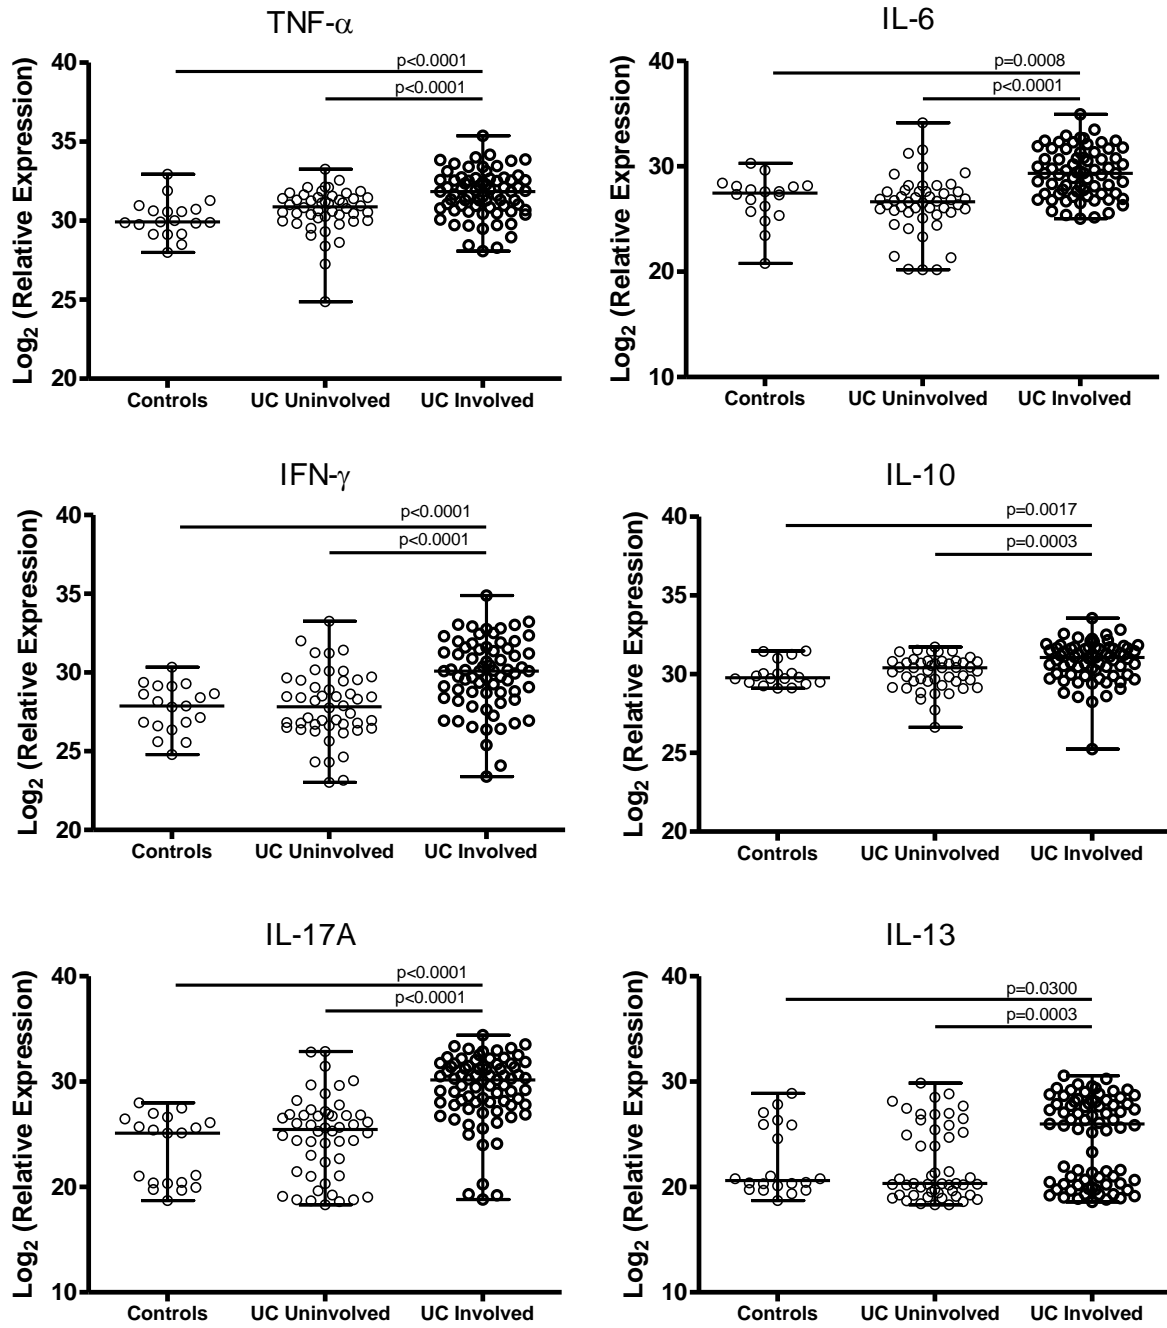 TNF-α
Log2 (Relative Expression)
40
35
30
25
20
p<0.0001
p<0.0001
Controls
UC Uninvolved
UC Involved
IL-6
Log2 (Relative Expression)
40
30
20
10
p=0.0008
p<0.0001
Controls
UC Uninvolved
UC Involved
IFN-γ
Log2 (Relative Expression)
40
35
30
25
20
p<0.0001
p<0.0001
Controls
UC Uninvolved
UC Involved
IL-10
Log2 (Relative Expression)
40
35
30
25
20
p=0.0017
p=0.0003
Controls
UC Uninvolved
UC Involved
IL-17A
Log2 (Relative Expression)
40
30
20
10
p<0.0001
p<0.0001
Controls
UC Uninvolved
UC Involved
IL-13
Log2 (Relative Expression)
40
30
20
10
p=0.0300
p=0.0003
Controls
UC Uninvolved
UC Involved